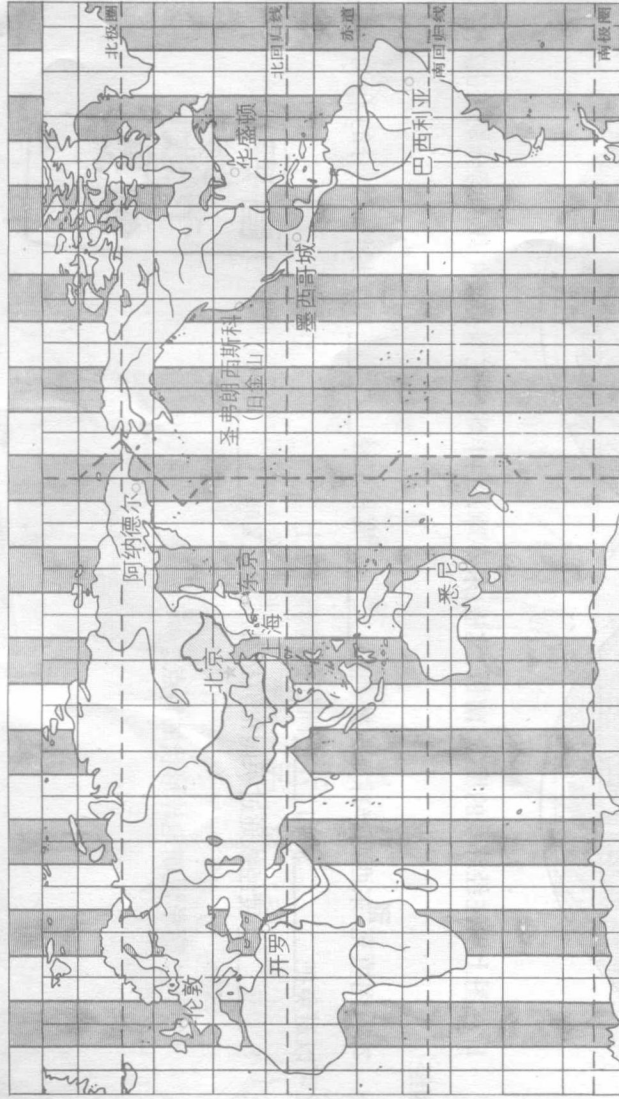 北极圈
北回归线
赤道
南回归线
南极圈
华盛顿
巴西利亚
墨西哥城
圣弗朗西斯科
(旧金山)
阿纳德尔
东京
上海
北京
悉尼
开罗
伦敦